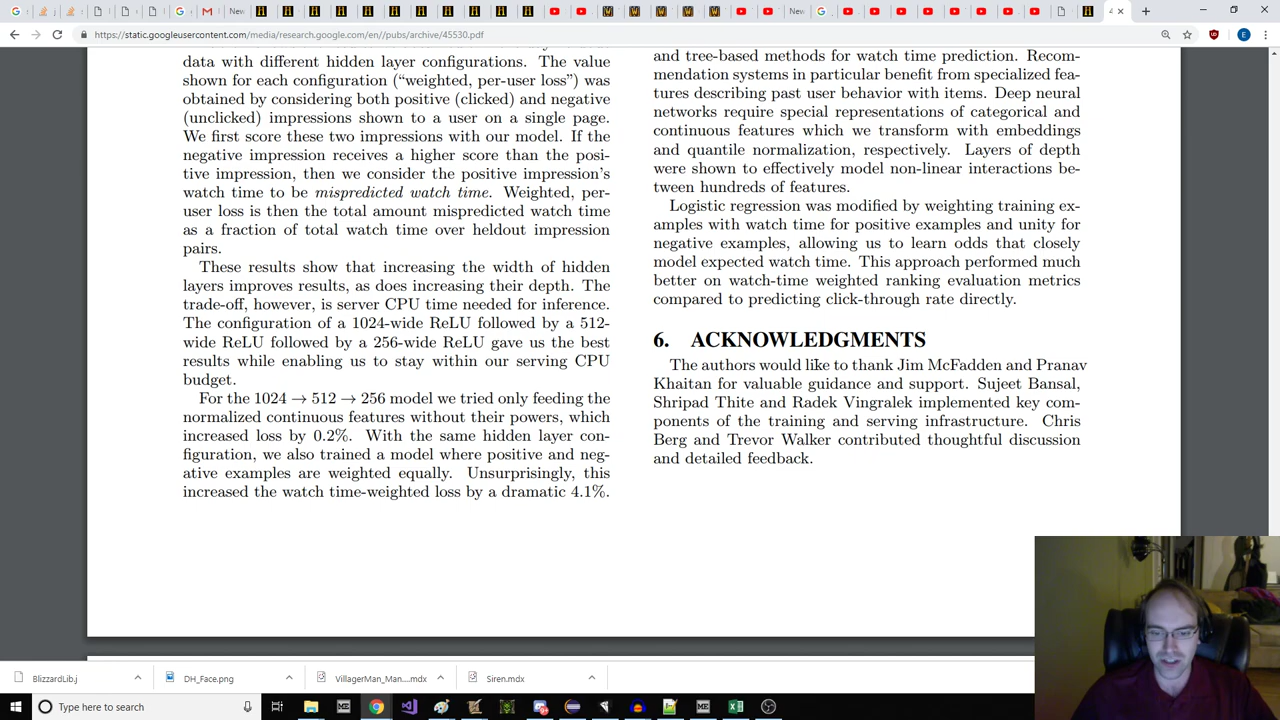 New
New
4
https://static.googleusercontent.com/media/research.google.com/en//pubs/archive/45530.pdf
E
data with different hidden layer configurations. The value
shown for each configuration (“weighted, per-user loss”) was
obtained by considering both positive (clicked) and negative
(unclicked) impressions shown to a user on a single page.
We first score these two impressions with our model. If the
negative impression receives a higher score than the posi-
tive impression, then we consider the positive impression’s
watch time to be mispredicted watch time. Weighted, per-
user loss is then the total amount mispredicted watch time
as a fraction of total watch time over heldout impression
pairs.
These results show that increasing the width of hidden
layers improves results, as does increasing their depth. The
trade-off, however, is server CPU time needed for inference.
The configuration of a 1024-wide ReLU followed by a 512-
wide ReLU followed by a 256-wide ReLU gave us the best
results while enabling us to stay within our serving CPU
budget.
For the 1024 → 512 → 256 model we tried only feeding the
normalized continuous features without their powers, which
increased loss by 0.2%. With the same hidden layer con-
figuration, we also trained a model where positive and neg-
ative examples are weighted equally. Unsurprisingly, this
increased the watch time-weighted loss by a dramatic 4.1%.
and tree-based methods for watch time prediction. Recom-
mendation systems in particular benefit from specialized fea-
tures describing past user behavior with items. Deep neural
networks require special representations of categorical and
continuous features which we transform with embeddings
and quantile normalization, respectively. Layers of depth
were shown to effectively model non-linear interactions be-
tween hundreds of features.
Logistic regression was modified by weighting training ex-
amples with watch time for positive examples and unity for
negative examples, allowing us to learn odds that closely
model expected watch time. This approach performed much
better on watch-time weighted ranking evaluation metrics
compared to predicting click-through rate directly.
6. ACKNOWLEDGMENTS
The authors would like to thank Jim McFadden and Pranav
Khaitan for valuable guidance and support. Sujeet Bansal,
Shripad Thite and Radek Vingralek implemented key com-
ponents of the training and serving infrastructure. Chris
Berg and Trevor Walker contributed thoughtful discussion
and detailed feedback.
BlizzardLib.j
DH_Face.png
VillagerMan_Man....mdx
Siren.mdx
Type here to search